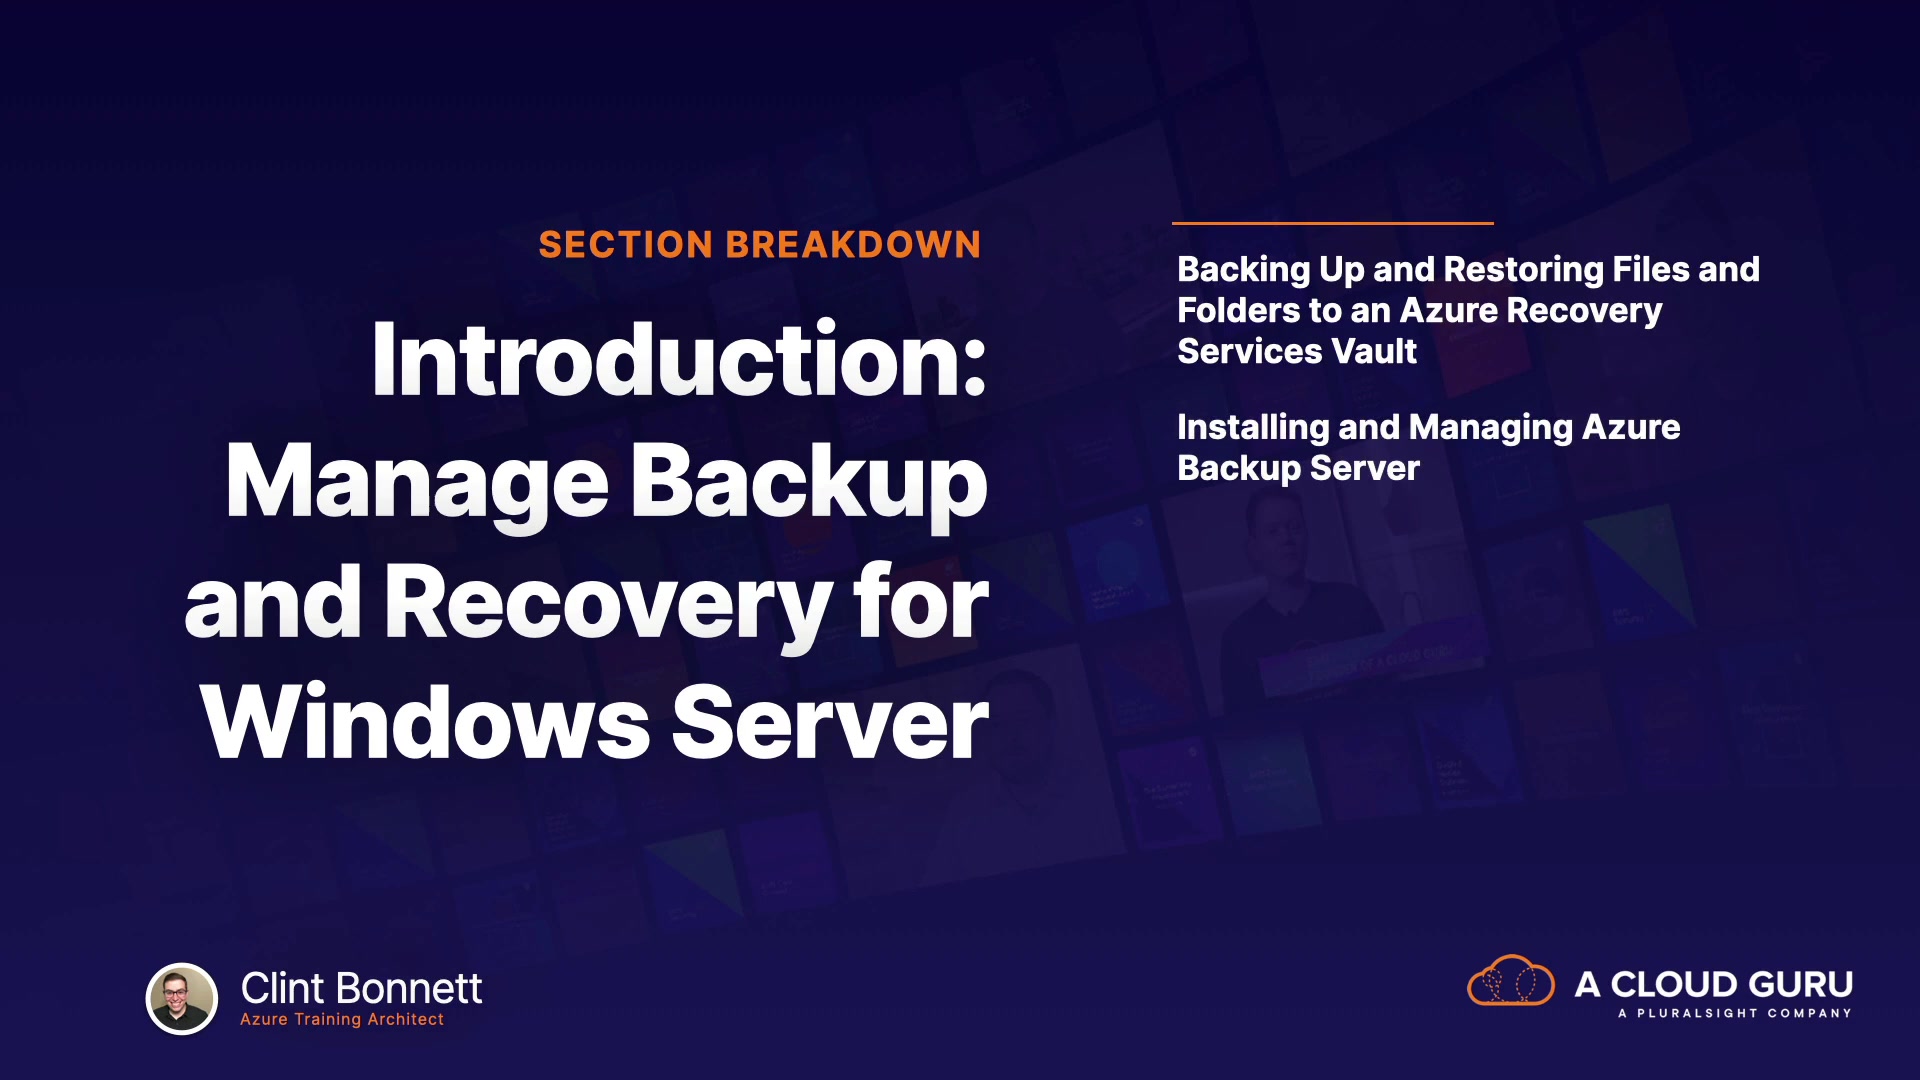 SECTION BREAKDOWN
Introduction:
Manage Backup
and Recovery for
Windows Server
Backing Up and Restoring Files and
Folders to an Azure Recovery
Services Vault
Installing and Managing Azure
Backup Server
Clint Bonnett
Azure Training Architect
A CLOUD GURU
A PLURALSIGHT COMPANY